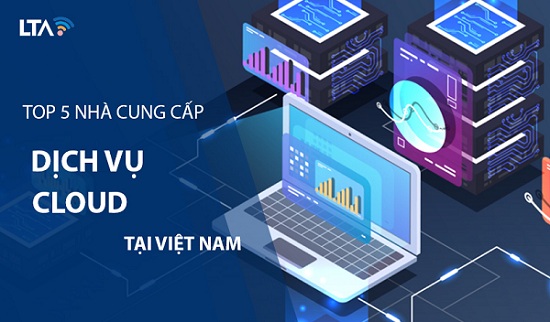 LTA
TOP 5 NHÀ CUNG CẤP
DỊCH VỤ
CLOUD
TẠI VIỆT NAM